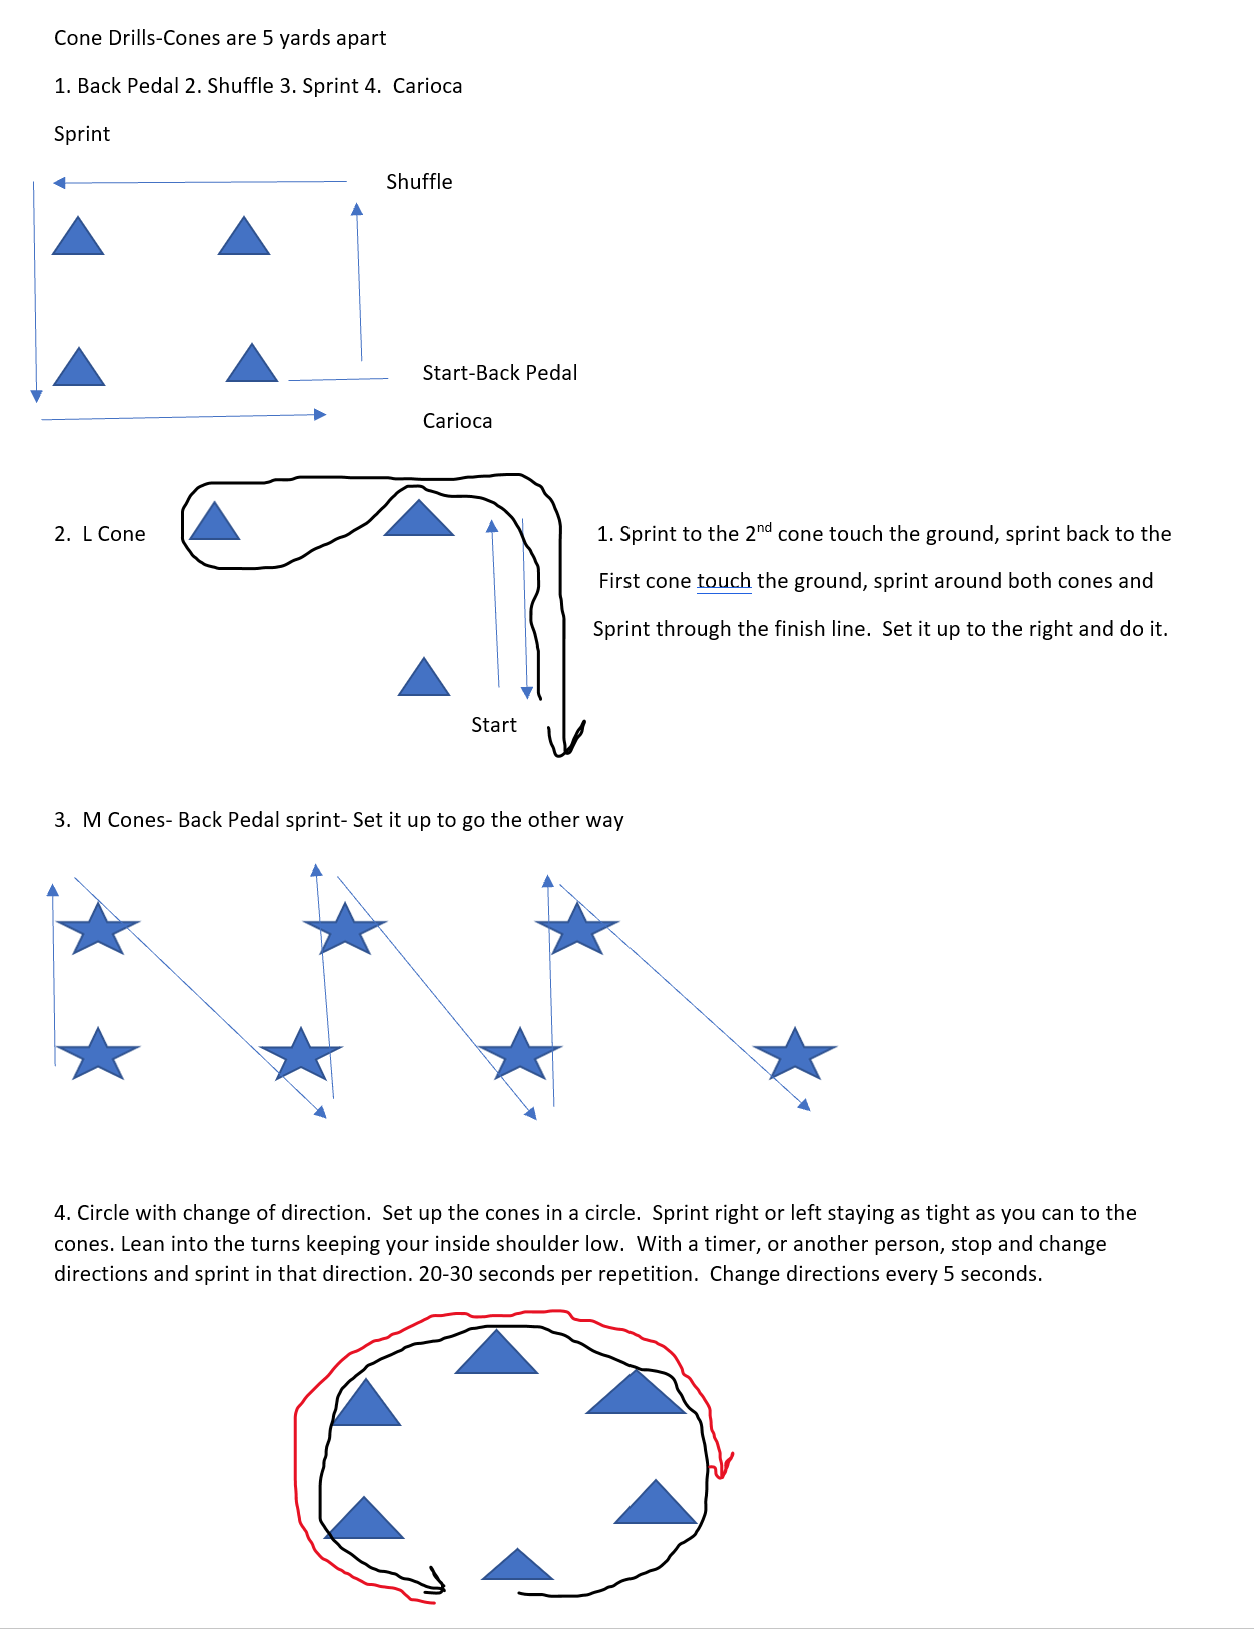 Cone Drills-Cones are 5 yards apart
1. Back Pedal 2. Shuffle 3. Sprint 4.  Carioca
Sprint
Shuffle
Start-Back Pedal
Carioca
2.  L Cone
1. Sprint to the 2nd cone touch the ground, sprint back to the
First cone touch the ground, sprint around both cones and
Sprint through the finish line.  Set it up to the right and do it.
Start
3.  M Cones- Back Pedal sprint- Set it up to go the other way
4. Circle with change of direction.  Set up the cones in a circle.  Sprint right or left staying as tight as you can to the
cones. Lean into the turns keeping your inside shoulder low.  With a timer, or another person, stop and change
directions and sprint in that direction. 20-30 seconds per repetition.  Change directions every 5 seconds.